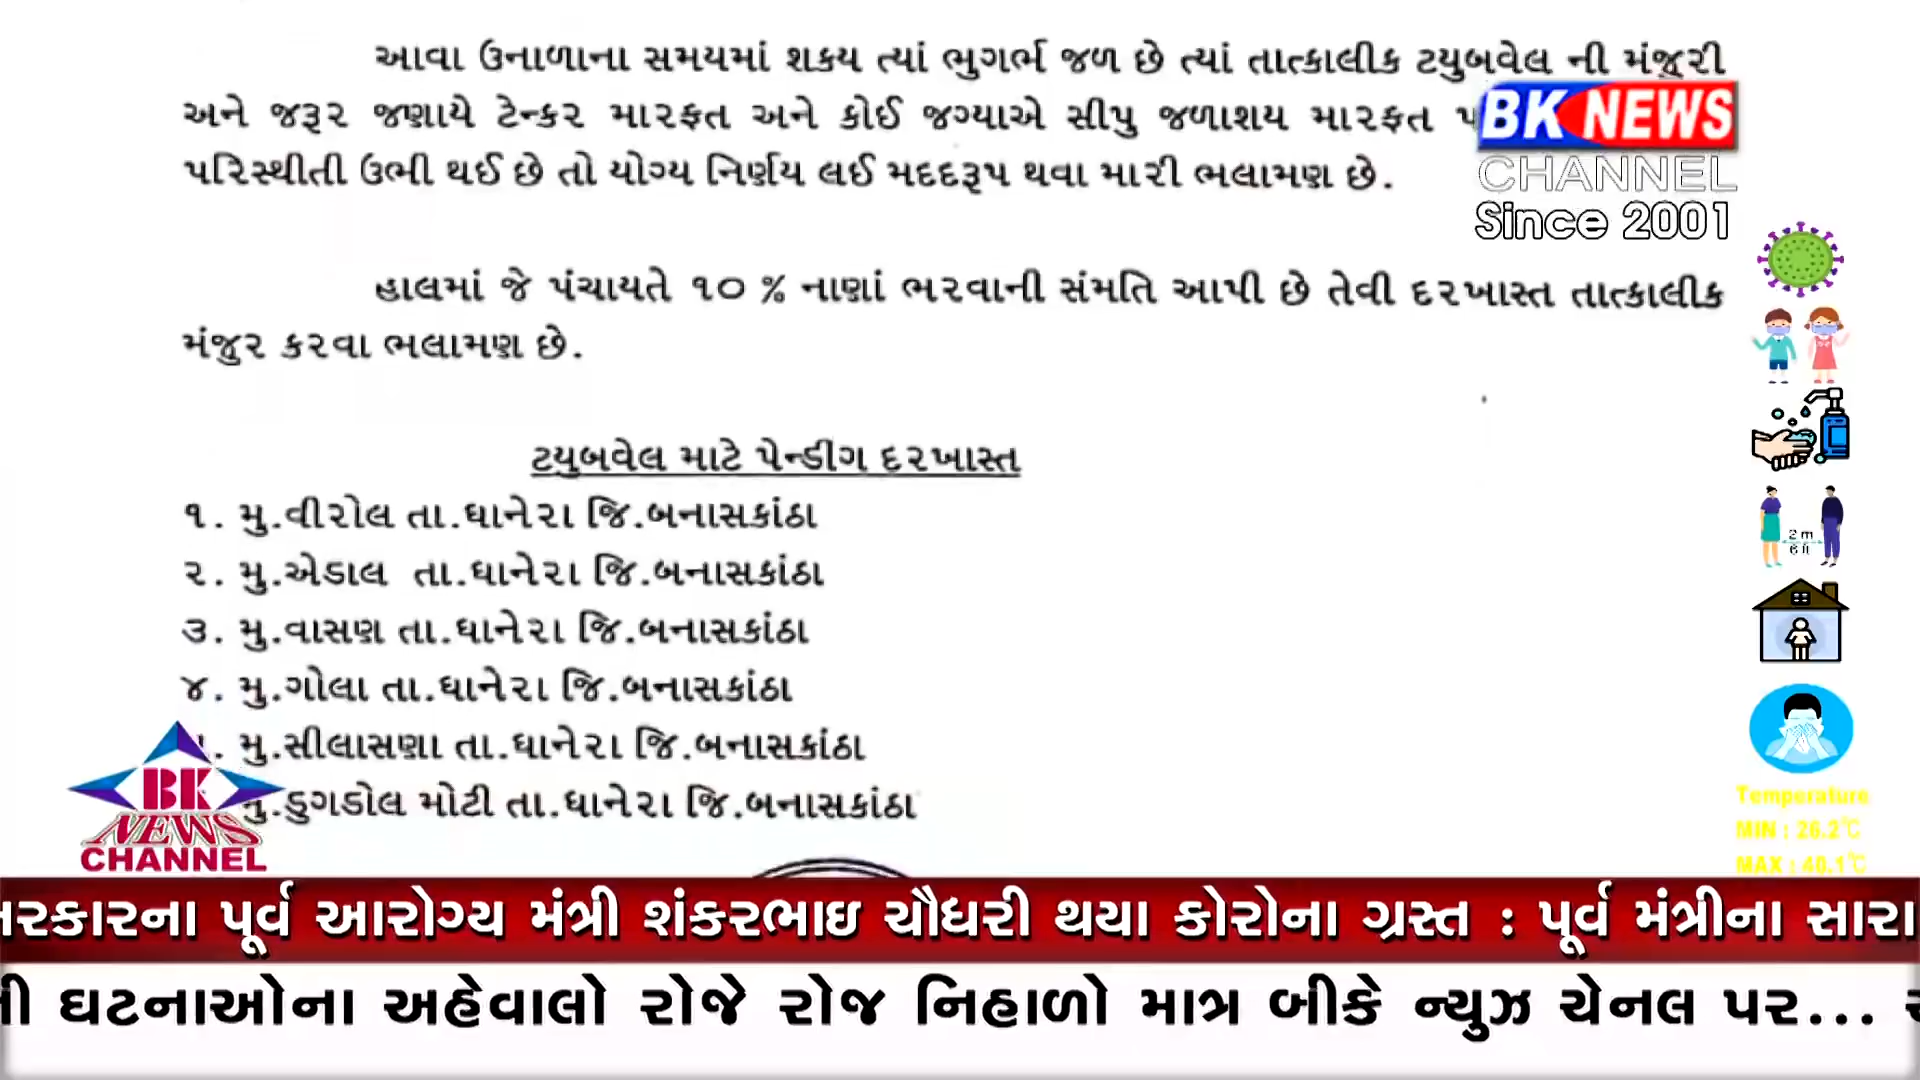 આવા ઉનાળાના સમયમાં શકય ત્યાં ભુગર્ભ જળ છે ત્યાં તાત્કાલીક ટયુબવેલ ની મંજુરી
અને જરૂર જણાયે ટેન્કર મારફત અને કોઈ જગ્યાએ સીપુ જળાશય મારફત
પરિસ્થીતી ઉભી થઈ છે તો યોગ્ય નિર્ણય લઈ મદદરૂપ થવા મારી ભલામણ છે.
BK NEWS
CHANNEL
Since 2001
હાલમાં જે પંચાયતે ૧૦ % નાણાં ભરવાની સંમતિ આપી છે તેવી દરખાસ્ત તાત્કાલીક
મંજુર કરવા ભલામણ છે.
ટયુબવેલ માટે પેન્ડીગ દરખાસ્ત
૧. મુ.વીરોલ તા.ધાનેરા જિ.બનાસકાંઠા
૨. મુ.એડાલ તા.ધાનેરા જિ.બનાસકાંઠા
૩. મુ.વાસણ તા.ધાનેરા જિ.બનાસકાંઠા
૪. મુ.ગોલા તા.ધાનેરા જિ.બનાસકાંઠા
મુ.સીલાસણા તા.ધાનેરા જિ.બનાસકાંઠા
મુ.ડુગડોલ મોટી તા.ધાનેરા જિ.બનાસકાંઠા
2 m
6 ft
BK
NEWS
CHANNEL
Temperature
MIN : 26.2℃
MAX : 40.1℃
સરકારના પૂર્વ આરોગ્ય મંત્રી શંકરભાઇ ચૌધરી થયા કોરોના ગ્રસ્ત : પૂર્વ મંત્રીના સારા
ઘટનાઓના અહેવાલો રોજે રોજ નિહાળો માત્ર બીકે ન્યુઝ ચેનલ પર...